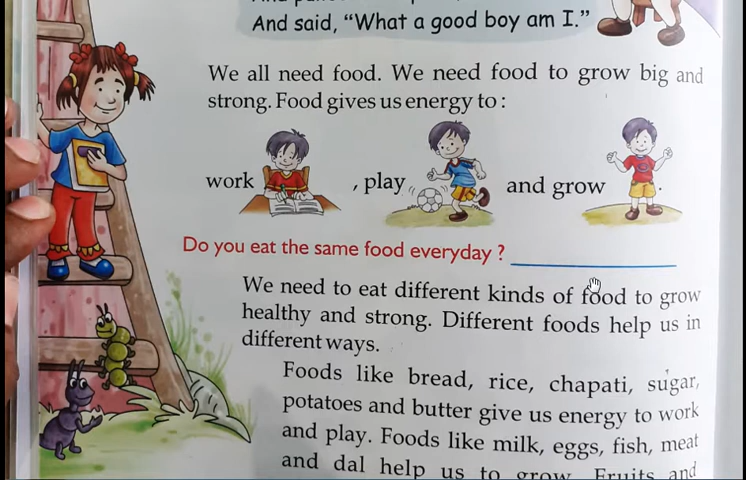 And said, “What a good boy am I.”
We all need food. We need food to grow big and
strong. Food gives us energy to :
work , play and grow .
Do you eat the same food everyday ? ____________
We need to eat different kinds of food to grow
healthy and strong. Different foods help us in
different ways.
Foods like bread, rice, chapati, sugar,
potatoes and butter give us energy to work
and play. Foods like milk, eggs, fish, meat
and dal help us to grow. Fruits and